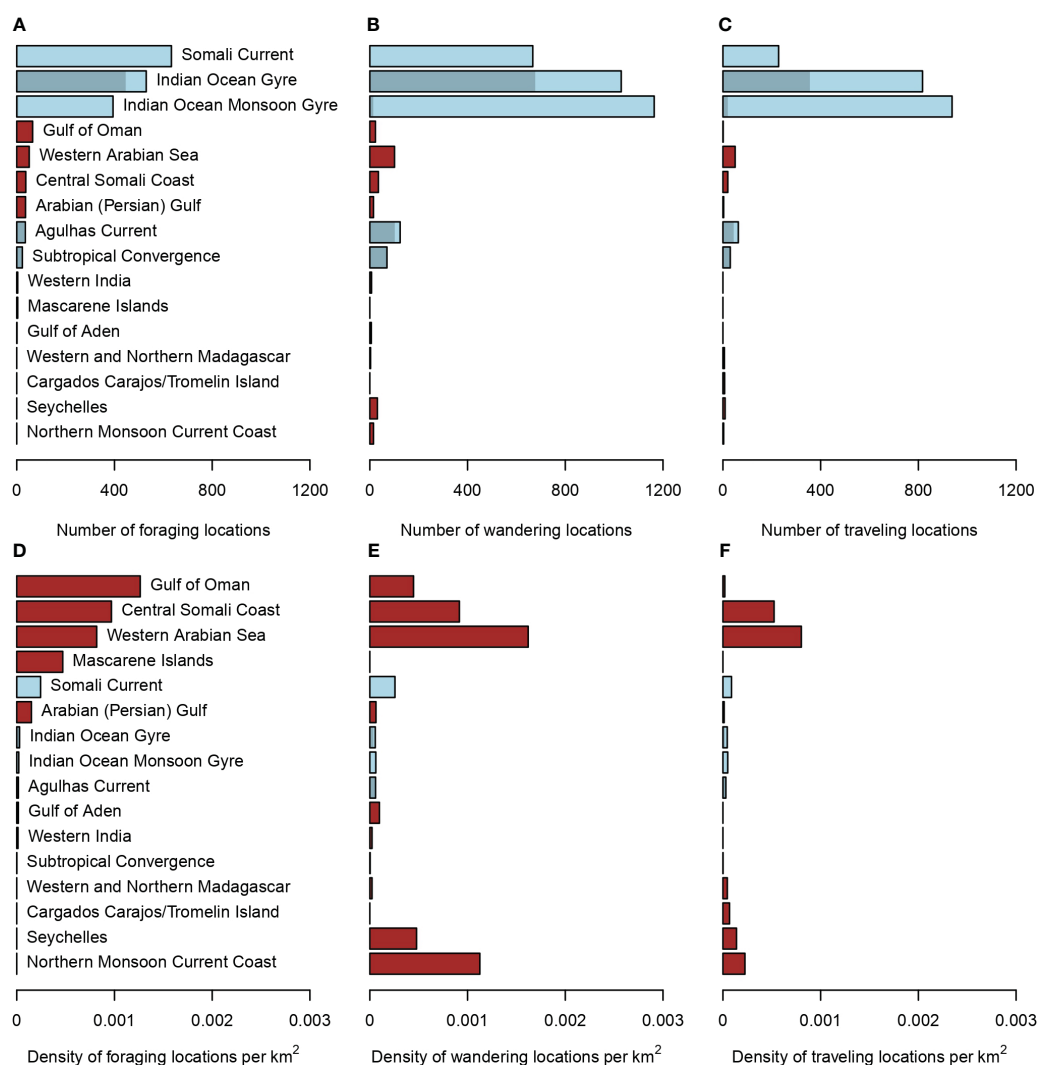 A B C
Somali Current
Indian Ocean Gyre
Indian Ocean Monsoon Gyre
Gulf of Oman
Western Arabian Sea
Central Somali Coast
Arabian (Persian) Gulf
Agulhas Current
Subtropical Convergence
Western India
Mascarene Islands
Gulf of Aden
Western and Northern Madagascar
Cargados Carajos/Tromelin Island
Seychelles
Northern Monsoon Current Coast
0 400 800 1200 0 400 800 1200 0 400 800 1200
Number of foraging locations Number of wandering locations Number of traveling locations
D E F
Gulf of Oman
Central Somali Coast
Western Arabian Sea
Mascarene Islands
Somali Current
Arabian (Persian) Gulf
Indian Ocean Gyre
Indian Ocean Monsoon Gyre
Agulhas Current
Gulf of Aden
Western India
Subtropical Convergence
Western and Northern Madagascar
Cargados Carajos/Tromelin Island
Seychelles
Northern Monsoon Current Coast
0 0.001 0.002 0.003 0 0.001 0.002 0.003 0 0.001 0.002 0.003
Density of foraging locations per km² Density of wandering locations per km² Density of traveling locations per km²